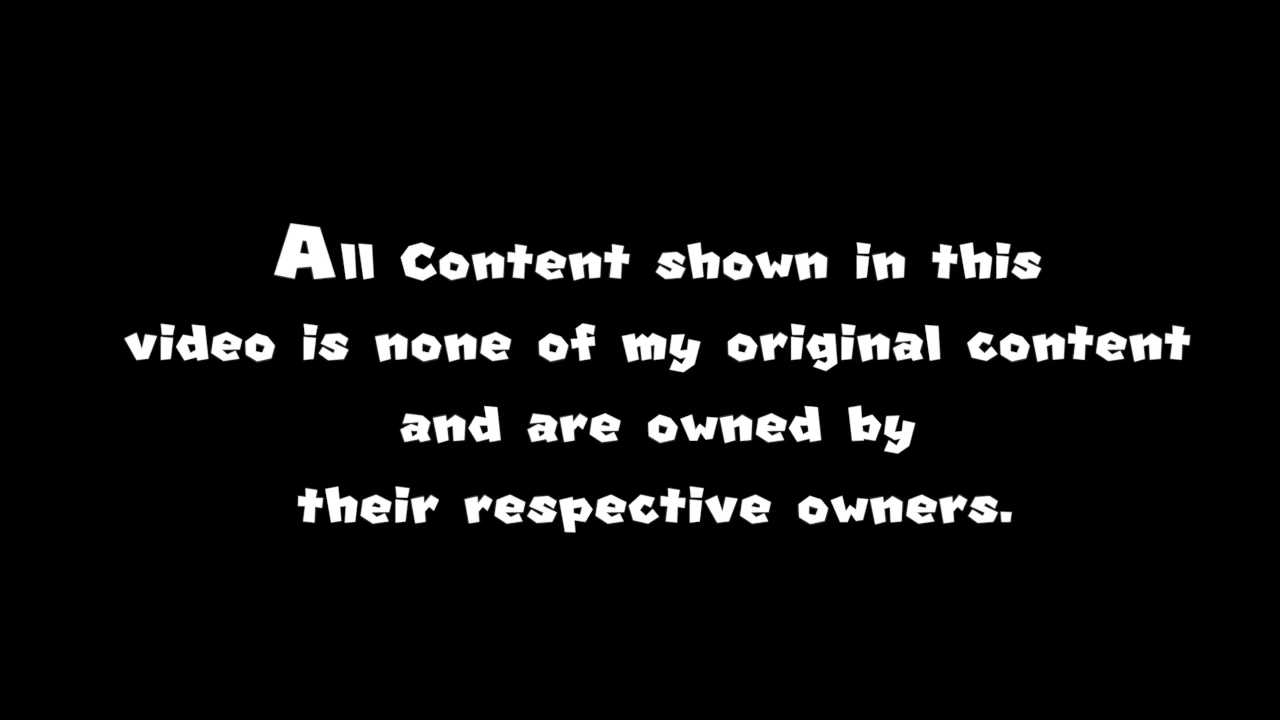 All Content shown in this
video is none of my original content
and are owned by
their respective owners.